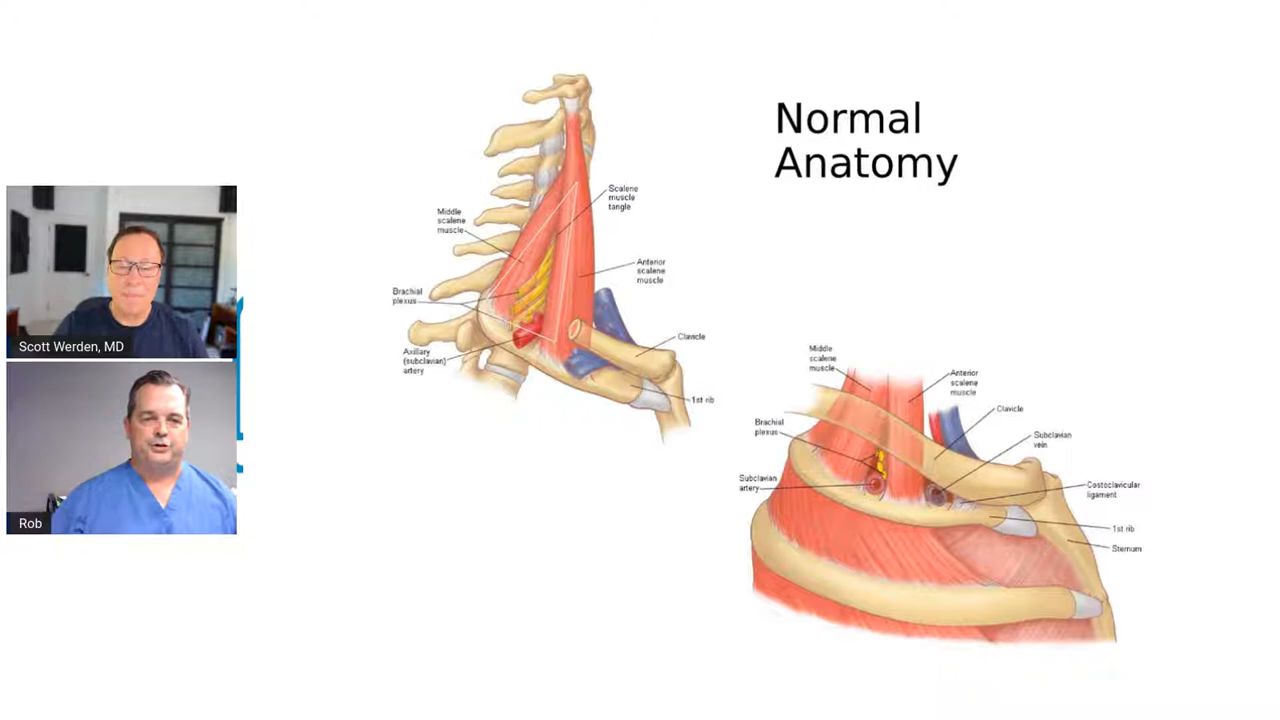 Normal
Anatomy
Scalene
muscle
tangle
Middle
scalene
muscle
Anterior
scalene
muscle
Brachial
plexus
Clavicle
Axillary
(subclavian)
artery
1st rib
Middle
scalene
muscle
Anterior
scalene
muscle
Clavicle
Brachial
plexus
Subclavian
vein
Subclavian
artery
Costoclavicular
ligament
1st rib
Sternum
Scott Werden, MD
Rob